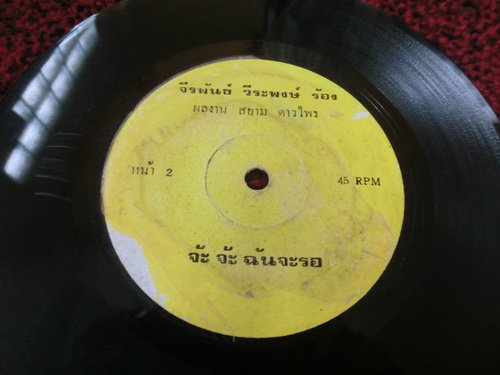 จีรพันธ์ วีระพงษ์ ร้อง
ผลงาน สยาม ดาวไพร
หน้า 2
45 RPM
จ้ะ จ้ะ ฉันจะรอ